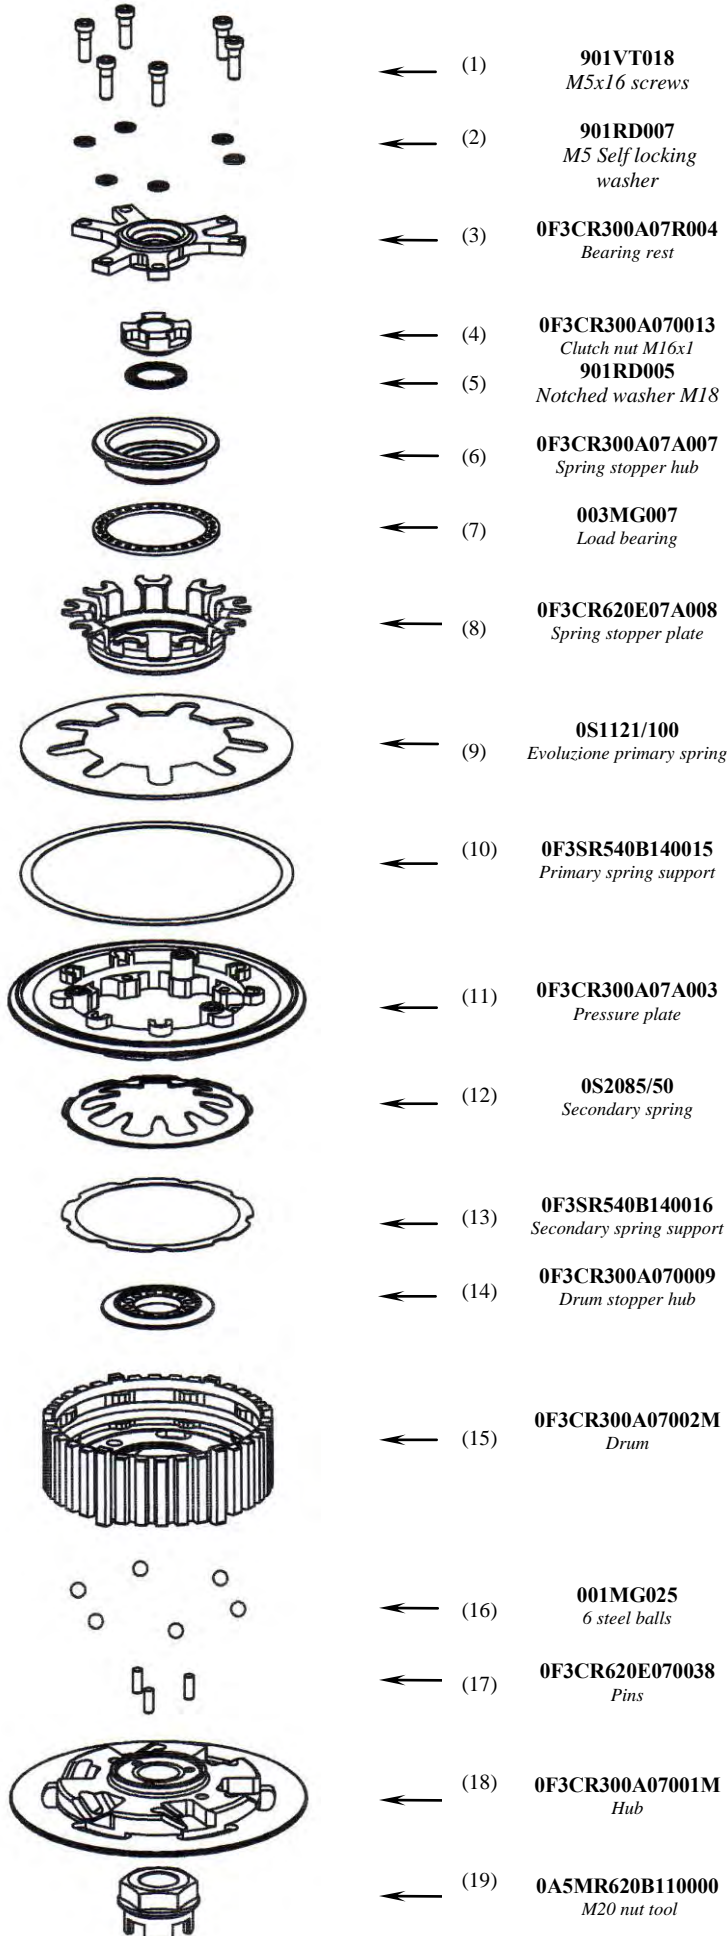 (1) 901VT018
M5x16 screws
(2) 901RD007
M5 Self locking
washer
(3) 0F3CR300A07R004
Bearing rest
(4) 0F3CR300A070013
Clutch nut M16x1
(5) 901RD005
Notched washer M18
(6) 0F3CR300A07A007
Spring stopper hub
(7) 003MG007
Load bearing
(8) 0F3CR620E07A008
Spring stopper plate
(9) 0S1121/100
Evoluzione primary spring
(10) 0F3SR540B140015
Primary spring support
(11) 0F3CR300A07A003
Pressure plate
(12) 0S2085/50
Secondary spring
(13) 0F3SR540B140016
Secondary spring support
(14) 0F3CR300A070009
Drum stopper hub
(15) 0F3CR300A07002M
Drum
(16) 001MG025
6 steel balls
(17) 0F3CR620E070038
Pins
(18) 0F3CR300A07001M
Hub
(19) 0A5MR620B110000
M20 nut tool